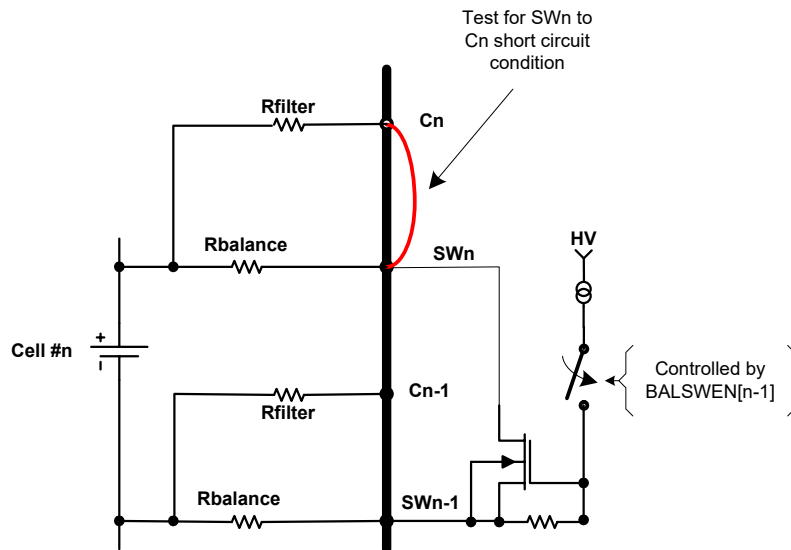 Test for SWn to
Cn short circuit
condition
Rfilter
Cn
Rbalance
SWn
HV
+
Cell #n
–
Controlled by
BALSWEN[n-1]
Cn-1
Rfilter
Rbalance
SWn-1